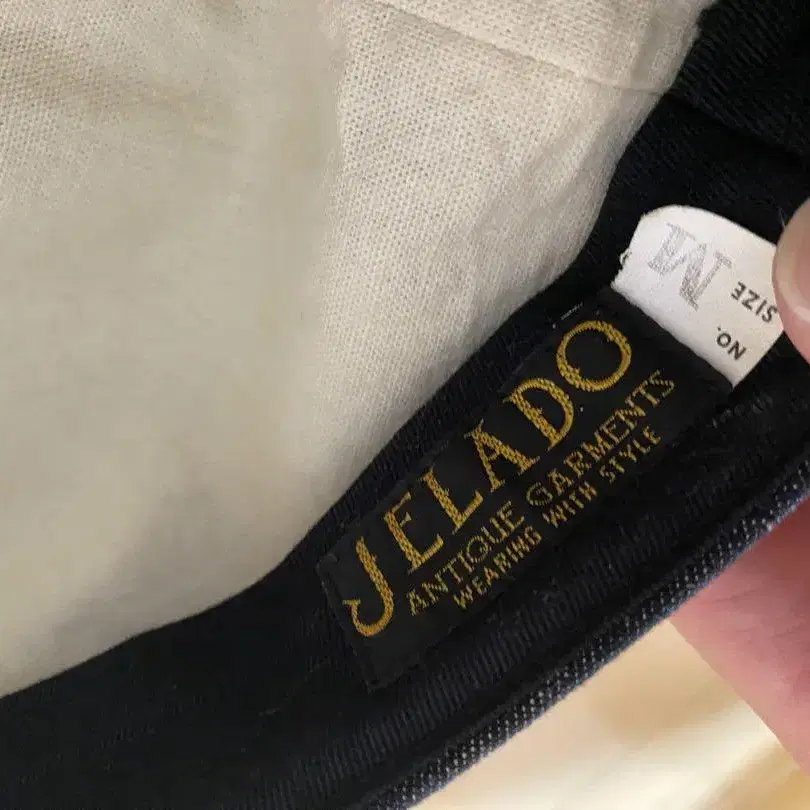 JELADO
ANTIQUE GARMENTS
WEARING WITH STYLE
NO.
SIZE
M